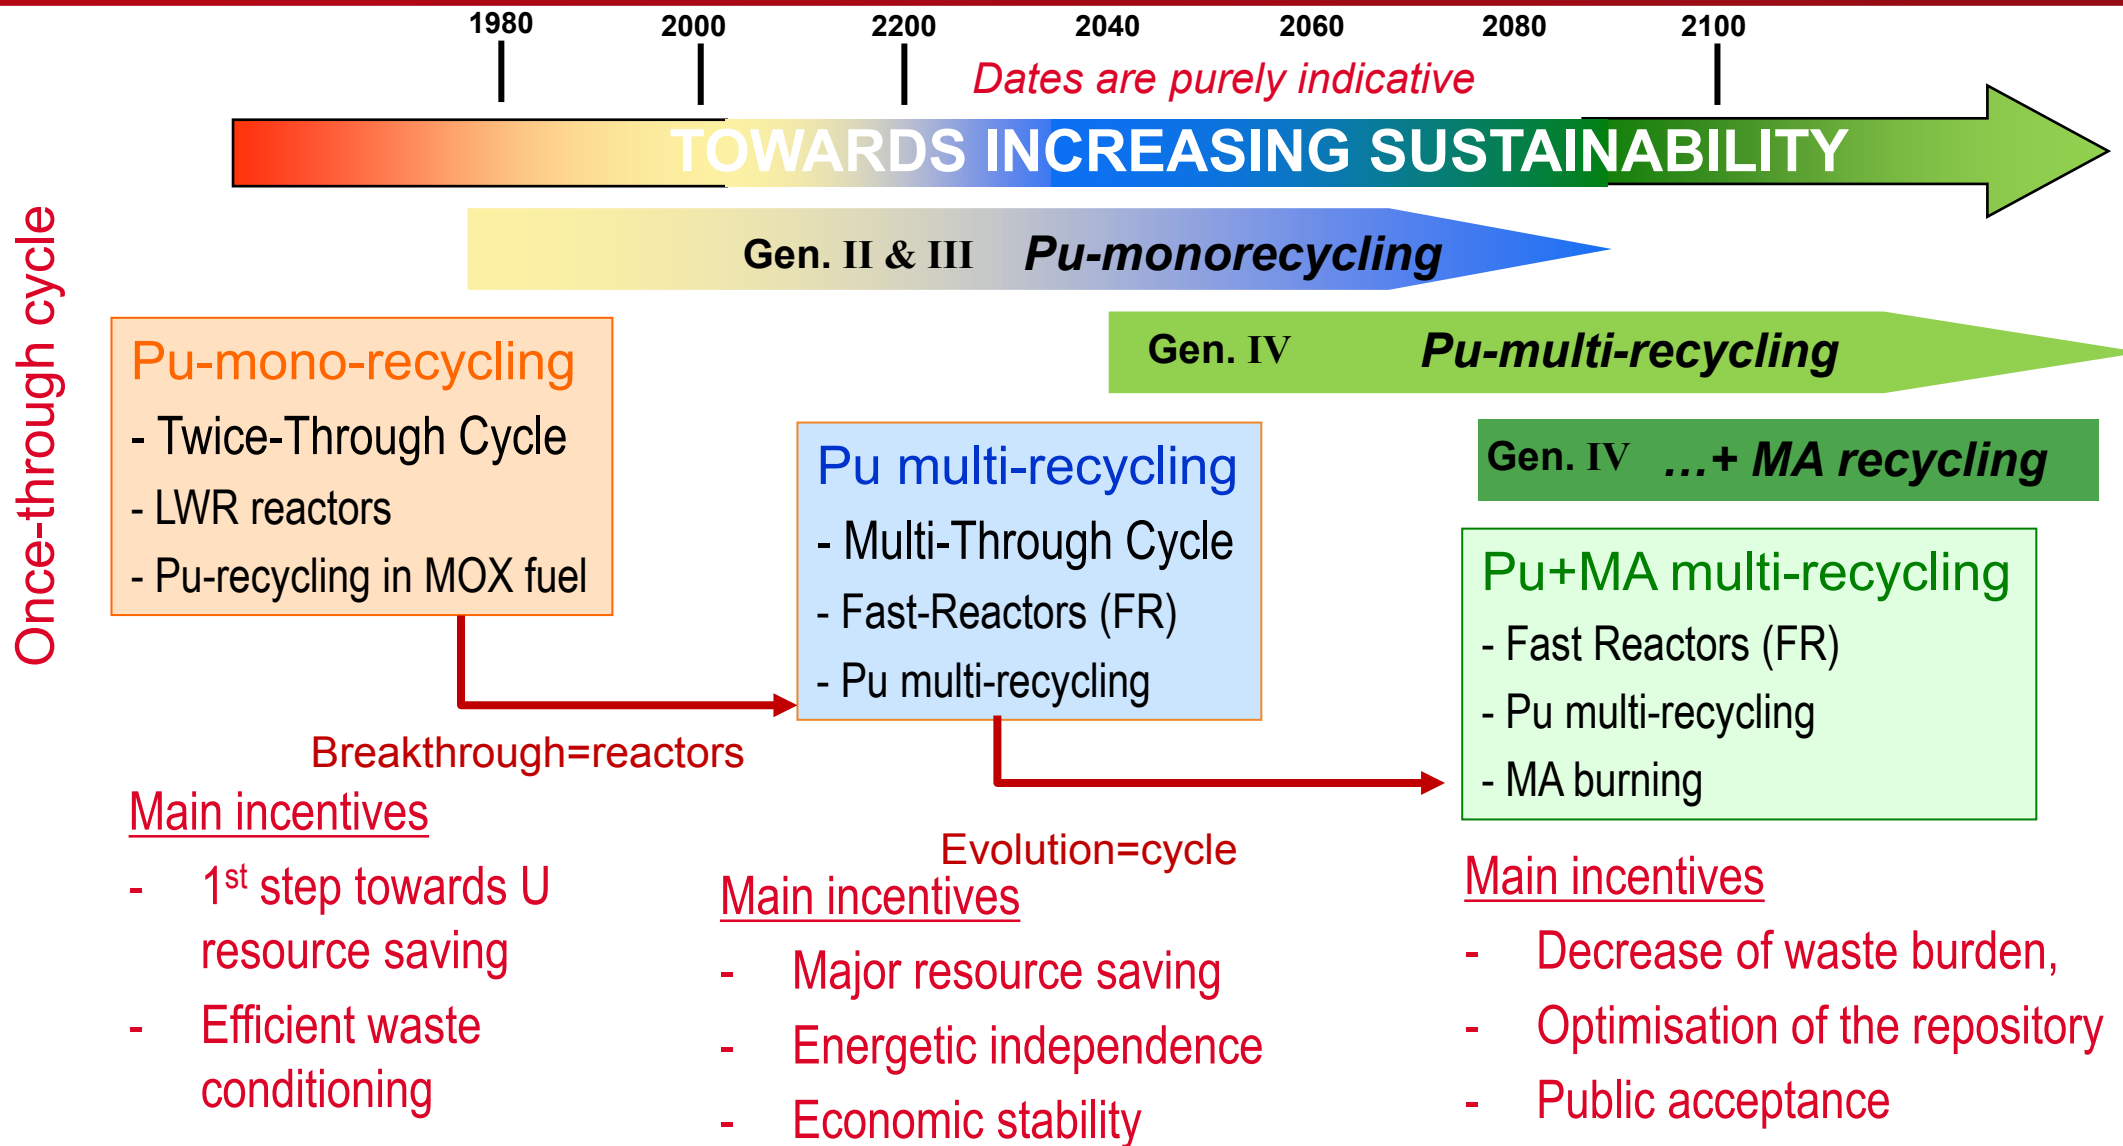 1980 2000 2200 2040 2060 2080 2100
Dates are purely indicative
TOWARDS INCREASING SUSTAINABILITY
Once-through cycle
Gen. II & III Pu-monorecycling
Gen. IV Pu-multi-recycling
Gen. IV ...+ MA recycling
Pu-mono-recycling
- Twice-Through Cycle
- LWR reactors
- Pu-recycling in MOX fuel
Breakthrough=reactors
Pu multi-recycling
- Multi-Through Cycle
- Fast-Reactors (FR)
- Pu multi-recycling
Evolution=cycle
Pu+MA multi-recycling
- Fast Reactors (FR)
- Pu multi-recycling
- MA burning
Main incentives
- 1st step towards U
resource saving
- Efficient waste
conditioning
Main incentives
- Major resource saving
- Energetic independence
- Economic stability
Main incentives
- Decrease of waste burden,
- Optimisation of the repository
- Public acceptance